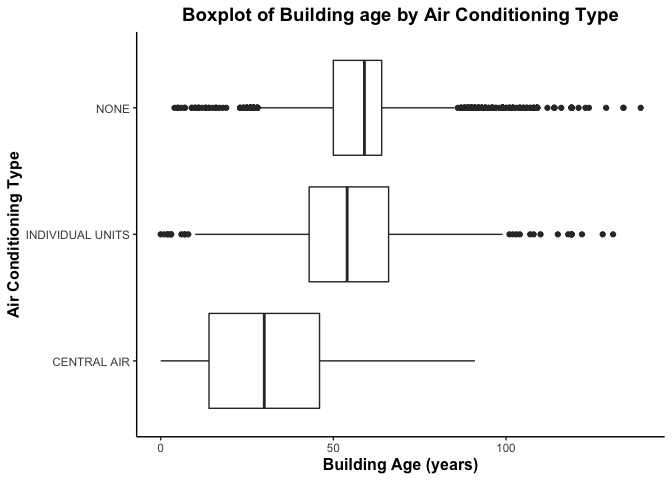 Boxplot of Building age by Air Conditioning Type
Air Conditioning Type
NONE
INDIVIDUAL UNITS
CENTRAL AIR
0 50 100
Building Age (years)